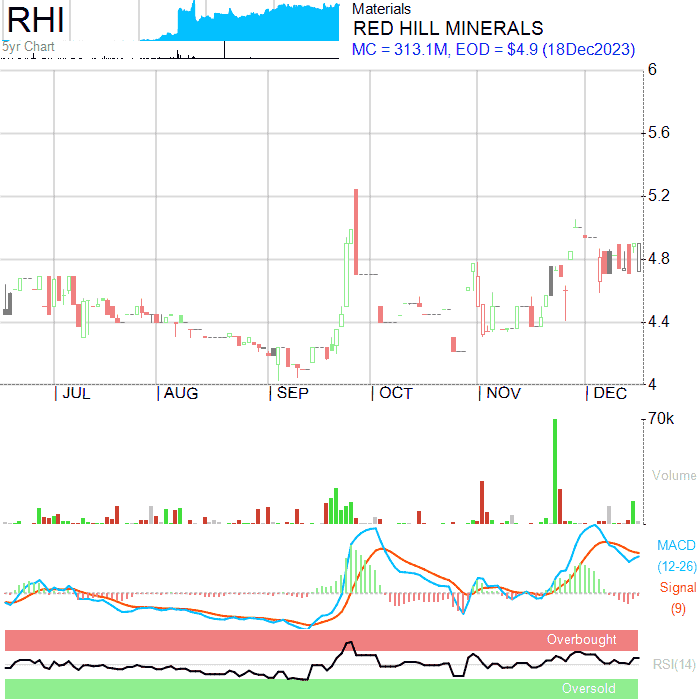 RHI
5yr Chart
Materials
RED HILL MINERALS
MC = 313.1M, EOD = $4.9 (18Dec2023)
6
5.6
5.2
4.8
4.4
4
| JUL | AUG | SEP | OCT | NOV | DEC
70k
Volume
MACD
(12-26)
Signal
(9)
Overbought
RSI(14)
Oversold